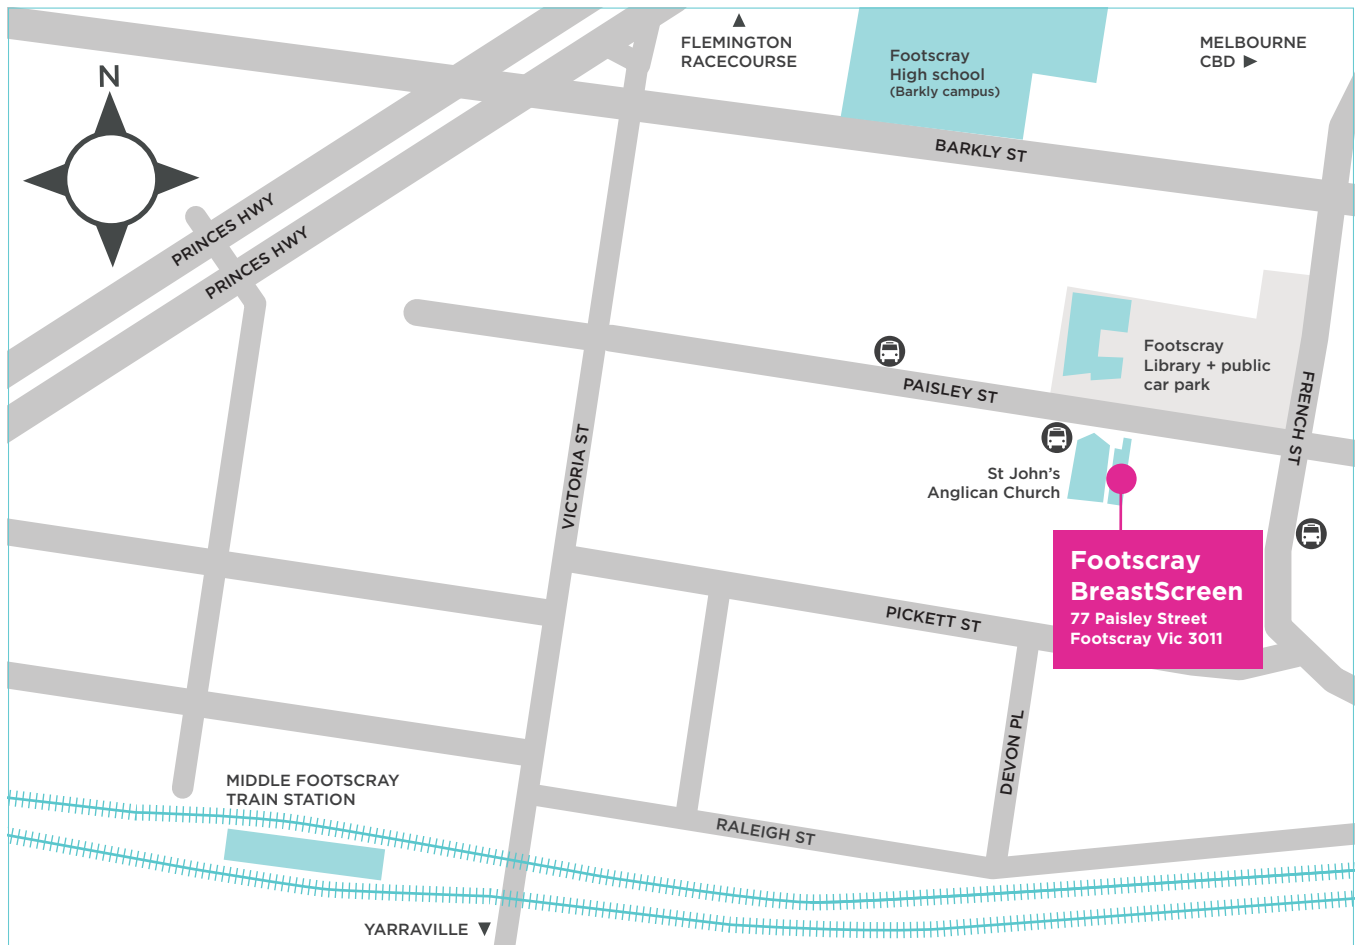 FLEMINGTON
RACECOURSE
Footscray
High school
(Barkly campus)
MELBOURNE
CBD
N
BARKLY ST
PRINCES HWY
PRINCES HWY
Footscray
Library + public
car park
PAISLEY ST
FRENCH ST
VICTORIA ST
St John's
Anglican Church
Footscray
BreastScreen
77 Paisley Street
Footscray Vic 3011
PICKETT ST
DEVON PL
MIDDLE FOOTSCRAY
TRAIN STATION
RALEIGH ST
YARRAVILLE